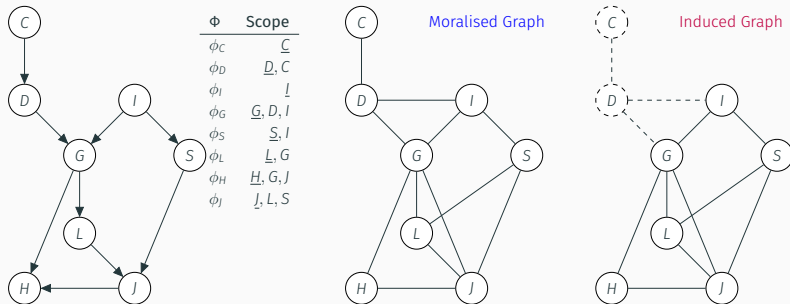 C
D
I
G
S
L
H
J
Φ Scope
ϕC C
ϕD D, C
ϕI I
ϕG G, D, I
ϕS S, I
ϕL L, G
ϕH H, G, J
ϕJ J, L, S
Moralised Graph
C
D
I
G
S
L
H
J
Induced Graph
C
D
I
G
S
L
H
J